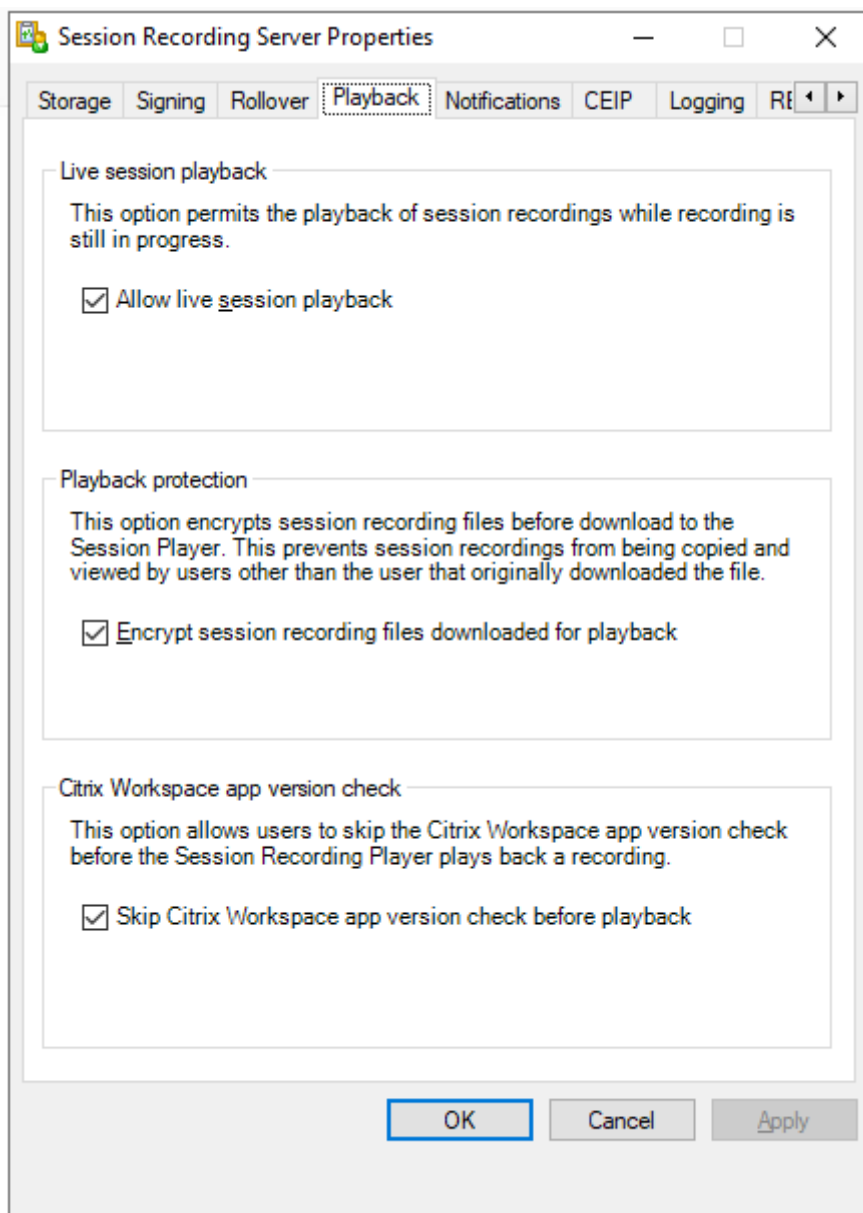 Session Recording Server Properties
Storage Signing Rollover Playback Notifications CEIP Logging
Live session playback
This option permits the playback of session recordings while recording is
still in progress.
Allow live session playback
Playback protection
This option encrypts session recording files before download to the
Session Player. This prevents session recordings from being copied and
viewed by users other than the user that originally downloaded the file.
Encrypt session recording files downloaded for playback
Citrix Workspace app version check
This option allows users to skip the Citrix Workspace app version check
before the Session Recording Player plays back a recording.
Skip Citrix Workspace app version check before playback
OK Cancel Apply